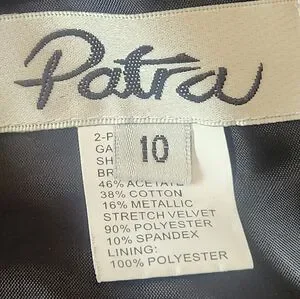 Patra
10
2-P
GA
SH
BR
46% ACETATE
38% COTTON
16% METALLIC
STRETCH VELVET
90% POLYESTER
10% SPANDEX
LINING:
100% POLYESTER